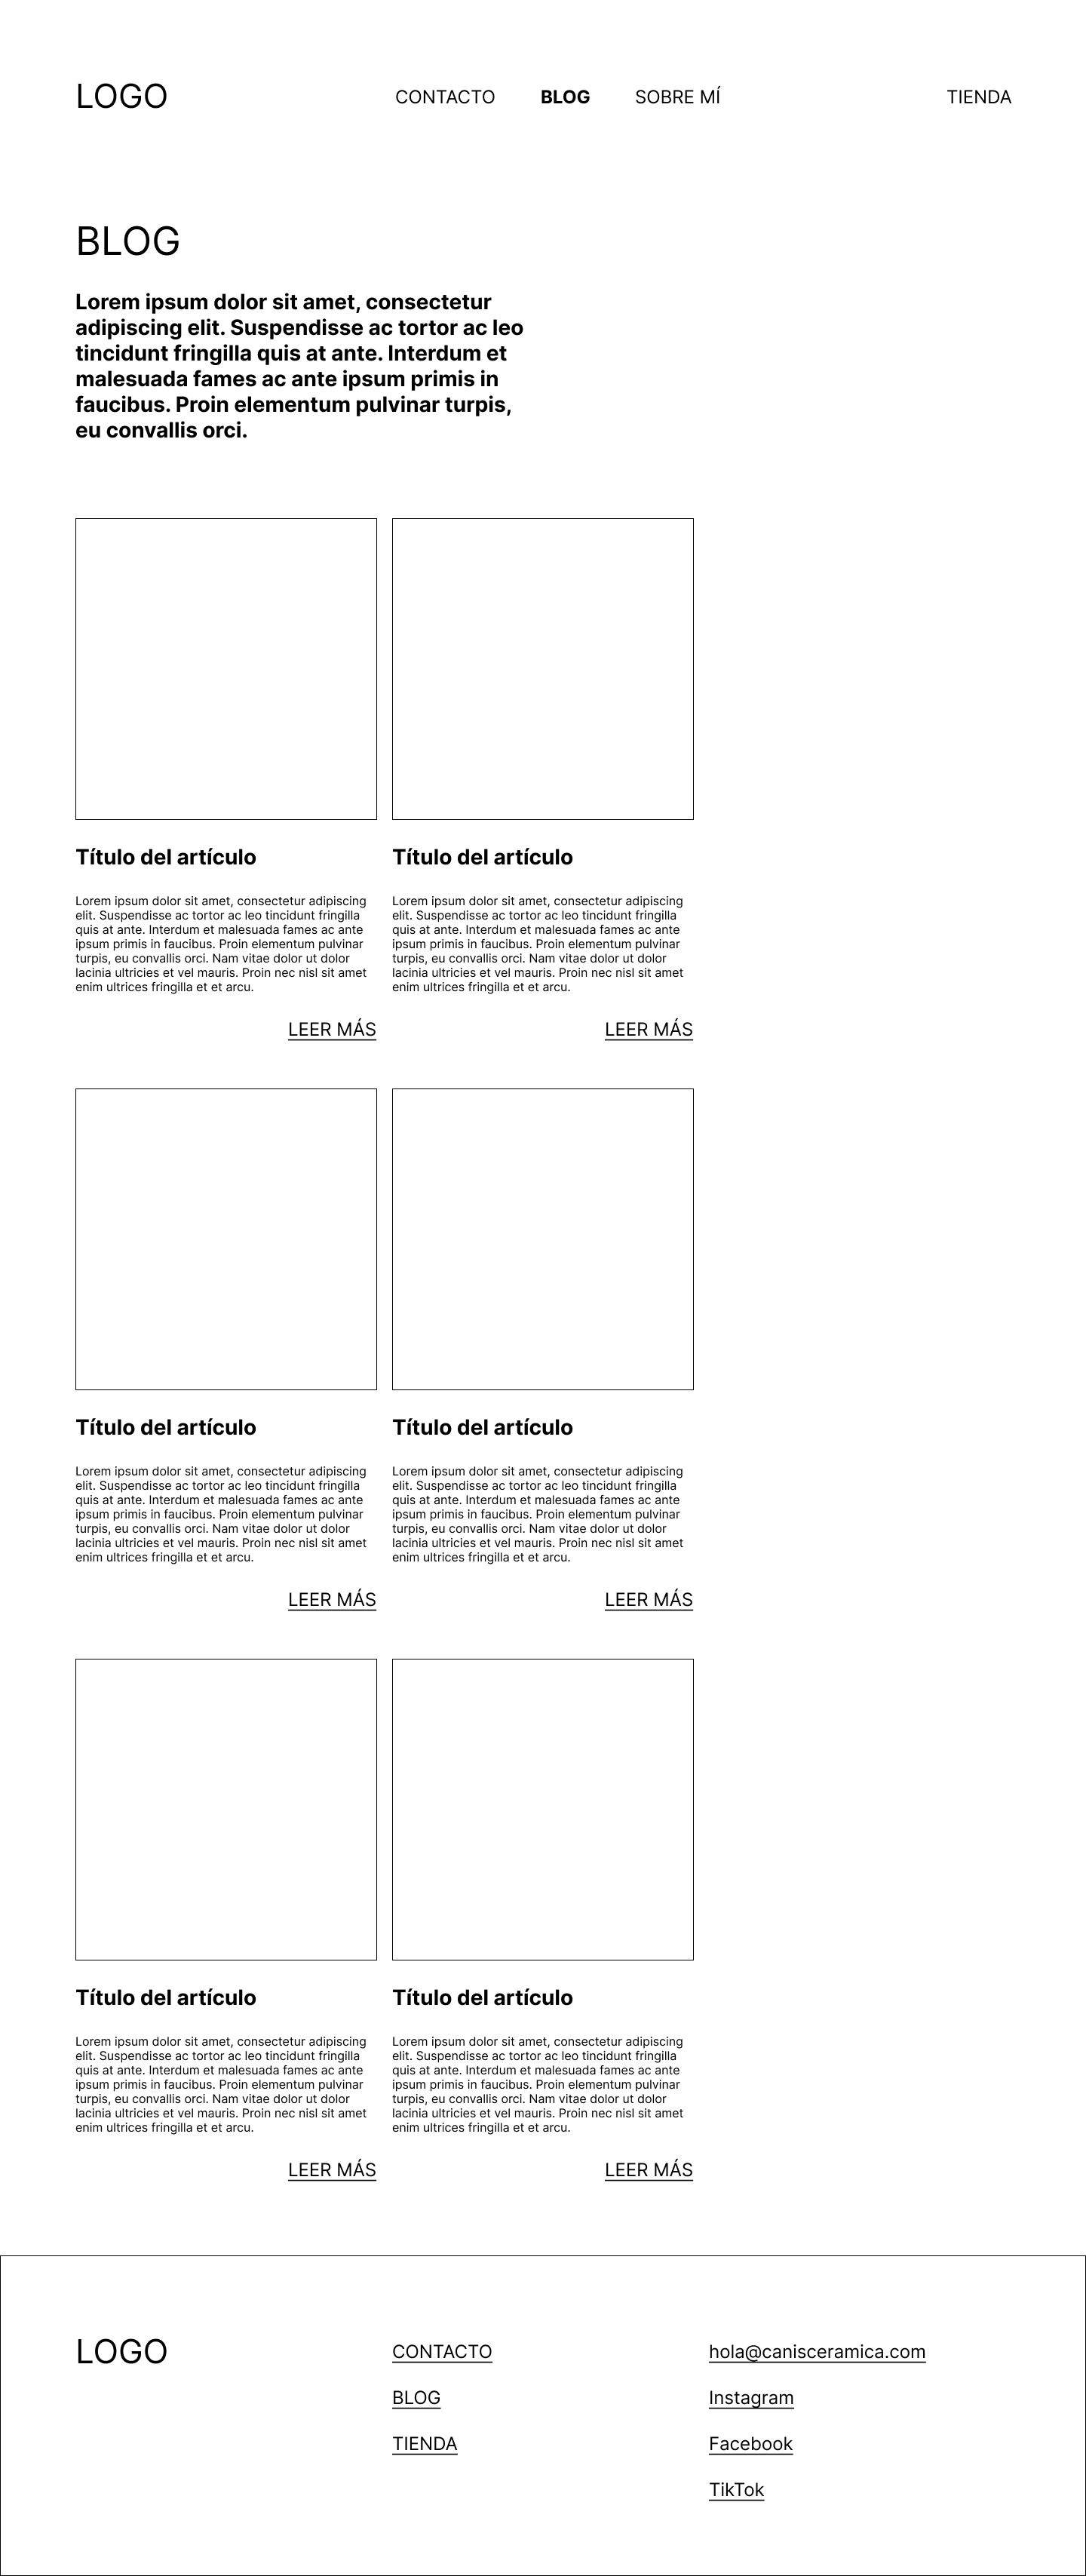 LOGO
CONTACTO
BLOG
SOBRE MÍ
TIENDA
BLOG
Lorem ipsum dolor sit amet, consectetur
adipiscing elit. Suspendisse ac tortor ac leo
tincidunt fringilla quis at ante. Interdum et
malesuada fames ac ante ipsum primis in
faucibus. Proin elementum pulvinar turpis,
eu convallis orci.
Título del artículo
Lorem ipsum dolor sit amet, consectetur adipiscing
elit. Suspendisse ac tortor ac leo tincidunt fringilla
quis at ante. Interdum et malesuada fames ac ante
ipsum primis in faucibus. Proin elementum pulvinar
turpis, eu convallis orci. Nam vitae dolor ut dolor
lacinia ultricies et vel mauris. Proin nec nisl sit amet
enim ultrices fringilla et et arcu.
LEER MÁS
Título del artículo
Lorem ipsum dolor sit amet, consectetur adipiscing
elit. Suspendisse ac tortor ac leo tincidunt fringilla
quis at ante. Interdum et malesuada fames ac ante
ipsum primis in faucibus. Proin elementum pulvinar
turpis, eu convallis orci. Nam vitae dolor ut dolor
lacinia ultricies et vel mauris. Proin nec nisl sit amet
enim ultrices fringilla et et arcu.
LEER MÁS
Título del artículo
Lorem ipsum dolor sit amet, consectetur adipiscing
elit. Suspendisse ac tortor ac leo tincidunt fringilla
quis at ante. Interdum et malesuada fames ac ante
ipsum primis in faucibus. Proin elementum pulvinar
turpis, eu convallis orci. Nam vitae dolor ut dolor
lacinia ultricies et vel mauris. Proin nec nisl sit amet
enim ultrices fringilla et et arcu.
LEER MÁS
Título del artículo
Lorem ipsum dolor sit amet, consectetur adipiscing
elit. Suspendisse ac tortor ac leo tincidunt fringilla
quis at ante. Interdum et malesuada fames ac ante
ipsum primis in faucibus. Proin elementum pulvinar
turpis, eu convallis orci. Nam vitae dolor ut dolor
lacinia ultricies et vel mauris. Proin nec nisl sit amet
enim ultrices fringilla et et arcu.
LEER MÁS
Título del artículo
Lorem ipsum dolor sit amet, consectetur adipiscing
elit. Suspendisse ac tortor ac leo tincidunt fringilla
quis at ante. Interdum et malesuada fames ac ante
ipsum primis in faucibus. Proin elementum pulvinar
turpis, eu convallis orci. Nam vitae dolor ut dolor
lacinia ultricies et vel mauris. Proin nec nisl sit amet
enim ultrices fringilla et et arcu.
LEER MÁS
Título del artículo
Lorem ipsum dolor sit amet, consectetur adipiscing
elit. Suspendisse ac tortor ac leo tincidunt fringilla
quis at ante. Interdum et malesuada fames ac ante
ipsum primis in faucibus. Proin elementum pulvinar
turpis, eu convallis orci. Nam vitae dolor ut dolor
lacinia ultricies et vel mauris. Proin nec nisl sit amet
enim ultrices fringilla et et arcu.
LEER MÁS
LOGO
CONTACTO
BLOG
TIENDA
hola@canisceramica.com
Instagram
Facebook
TikTok